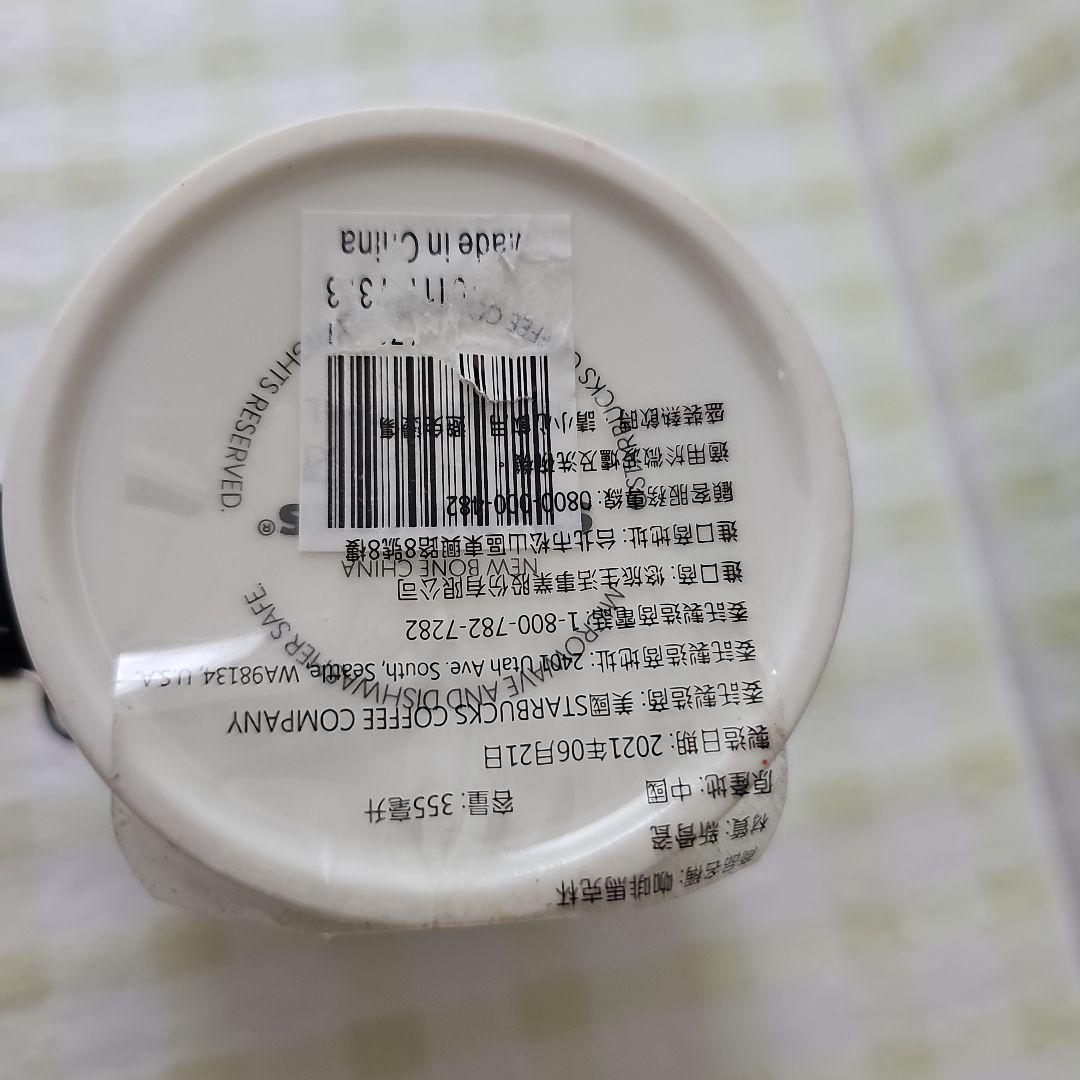 商品名稱: 咖啡馬克杯
材質: 新骨瓷
原產地: 中國
容量: 355毫升
製造日期: 2021年06月21日
委託製造商: 美國STARBUCKS COFFEE COMPANY
委託製造商地址: 2401 Utah Ave. South, Seattle, WA98134, U.S.A.
委託製造商電話: 1-800-782-7282
進口商: 悠旅生活事業股份有限公司
進口商地址: 台北市松山區東興路8號8樓
顧客服務專線: 0800-000-482
適用於微波爐及洗碗機。
盛裝熱飲時，請小心飲用，避免燙傷
MICROWAVE AND DISHWASHER SAFE.
NEW BONE CHINA
®
RESERVED.
Made in China